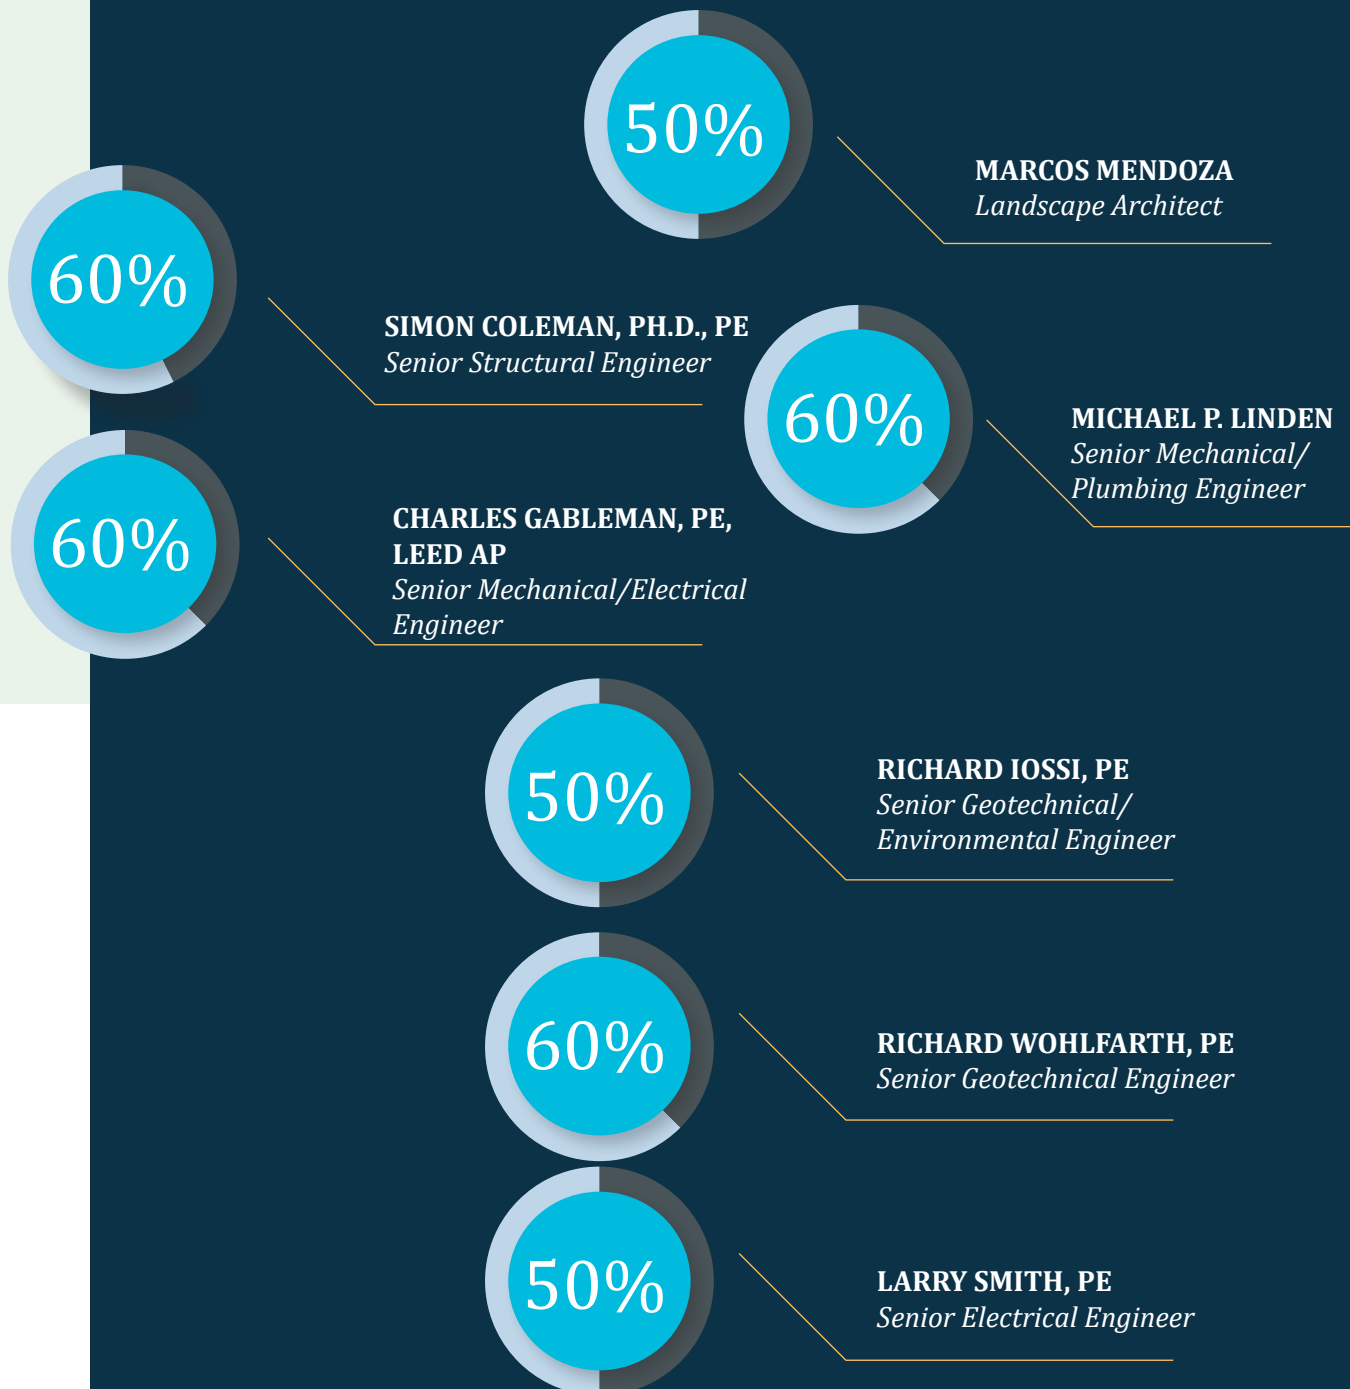 50%
MARCOS MENDOZA
Landscape Architect
60%
SIMON COLEMAN, PH.D., PE
Senior Structural Engineer
60%
MICHAEL P. LINDEN
Senior Mechanical/
Plumbing Engineer
60%
CHARLES GABLEMAN, PE,
LEED AP
Senior Mechanical/Electrical
Engineer
50%
RICHARD IOSSI, PE
Senior Geotechnical/
Environmental Engineer
60%
RICHARD WOHLFARTH, PE
Senior Geotechnical Engineer
50%
LARRY SMITH, PE
Senior Electrical Engineer